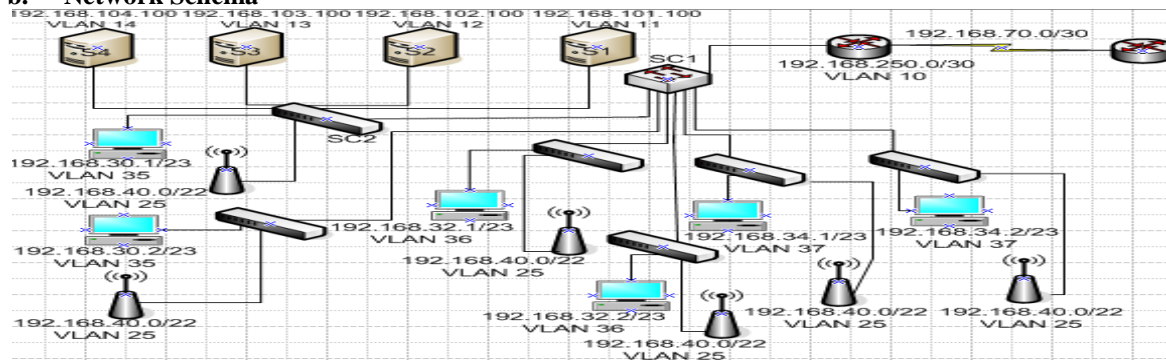 b. Network Schema
192.168.104.100
VLAN 14
192.168.103.100
VLAN 13
192.168.102.100
VLAN 12
192.168.101.100
VLAN 11
S4
S3
S2
S1
SC1
192.168.70.0/30
192.168.250.0/30
VLAN 10
SC2
192.168.30.1/23
VLAN 35
192.168.40.0/22
VLAN 25
192.168.30.2/23
VLAN 35
192.168.40.0/22
VLAN 25
192.168.32.1/23
VLAN 36
192.168.40.0/22
VLAN 25
192.168.32.2/23
VLAN 36
192.168.40.0/22
VLAN 25
192.168.34.1/23
VLAN 37
192.168.40.0/22
VLAN 25
192.168.34.2/23
VLAN 37
192.168.40.0/22
VLAN 25